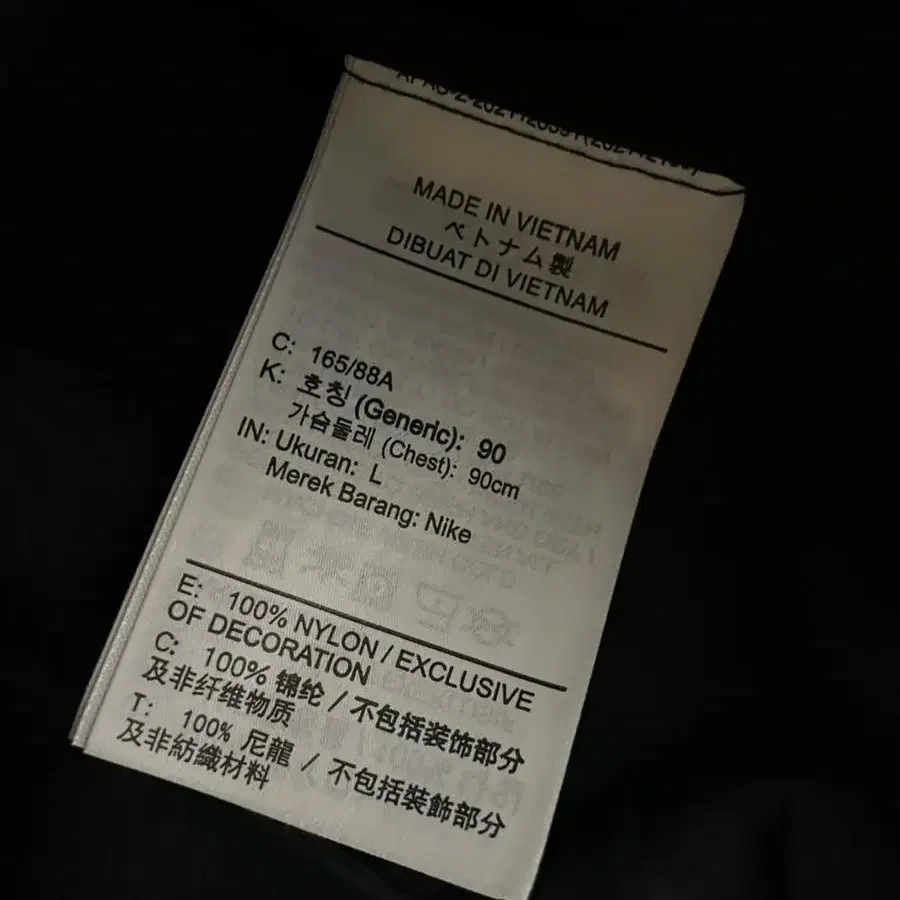 MADE IN VIETNAM
ベトナム製
DIBUAT DI VIETNAM
C: 165/88A
K: 호칭 (Generic): 90
가슴둘레 (Chest): 90cm
IN: Ukuran: L
Merek Barang: Nike
E: 100% NYLON / EXCLUSIVE
OF DECORATION
C: 100% 锦纶 / 不包括装饰部分
及非纤维物质
T: 100% 尼龍 / 不包括裝飾部分
及非紡織材料